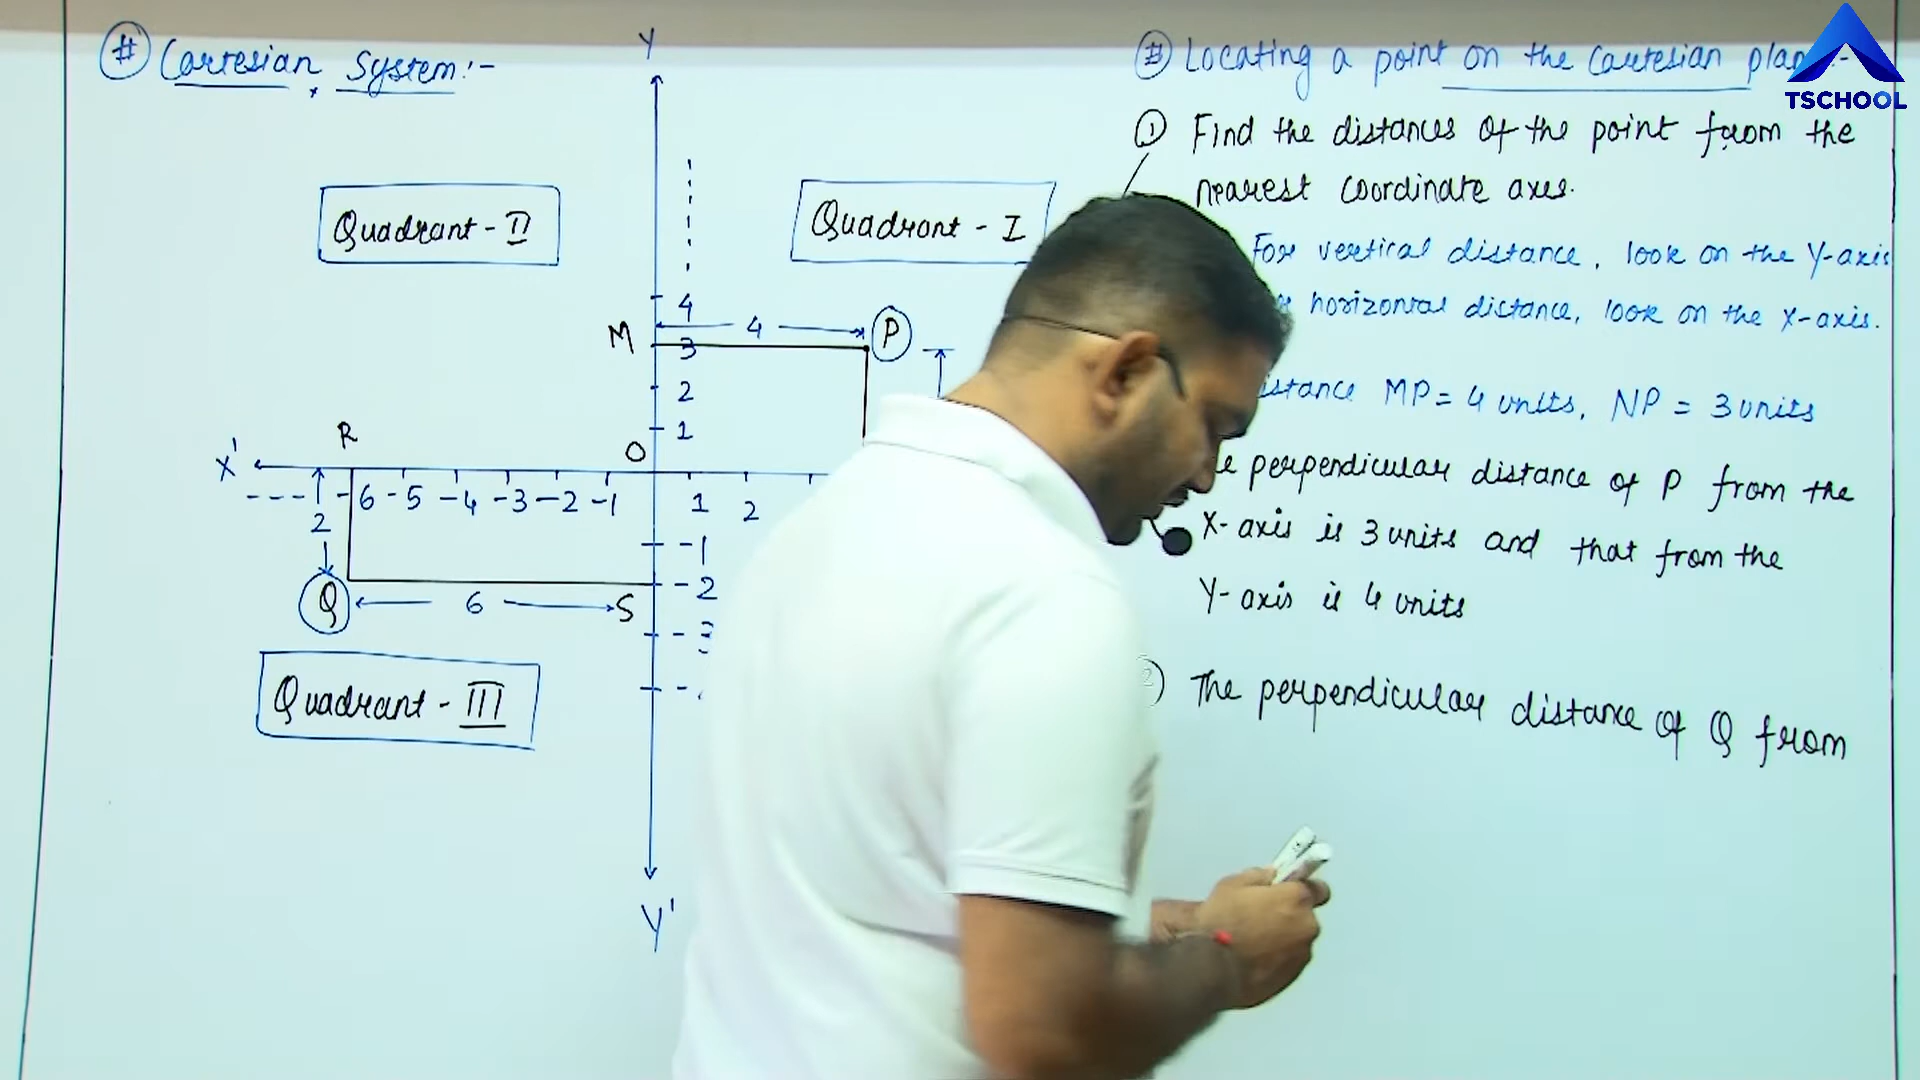 # Cartesian System:-
Y
Quadrant - II
Quadrant - I
4
M 3 4 P
2
1
R
X' O
-6 -5 -4 -3 -2 -1 1 2
2
-1
-2
Q 6 S
- 3
Quadrant - III
Y'
# Locating a point on the Cartesian
① Find the distances of the point from the
nearest coordinate axes.
For vertical distance, look on the Y-axis
horizontal distance, look on the X-axis.
MP = 4 units, NP = 3 units
perpendicular distance of P from the
X-axis is 3 units and that from the
Y-axis is 4 units
2) The perpendicular distance of Q from
TSCHOOL